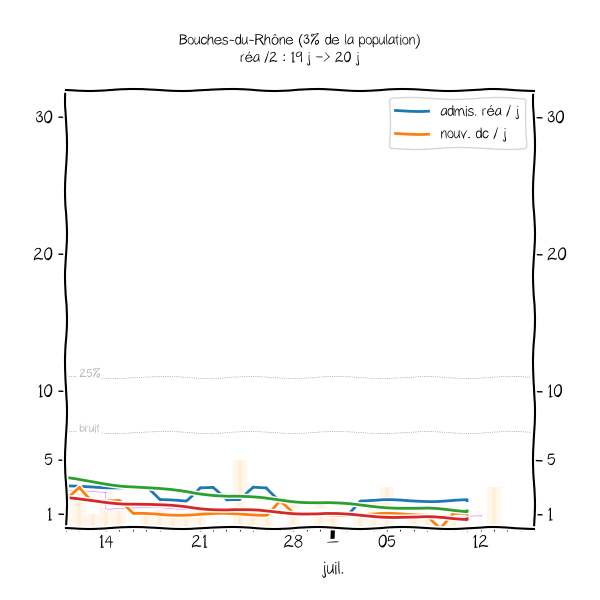 Bouches-du-Rhône (3% de la population)
réa /2 : 19 j -> 20 j
admis. réa / j
nouv. dc / j
30
30
20
20
25%
10
10
bruit
5
5
1
1
14
21
28
1
05
12
juil.